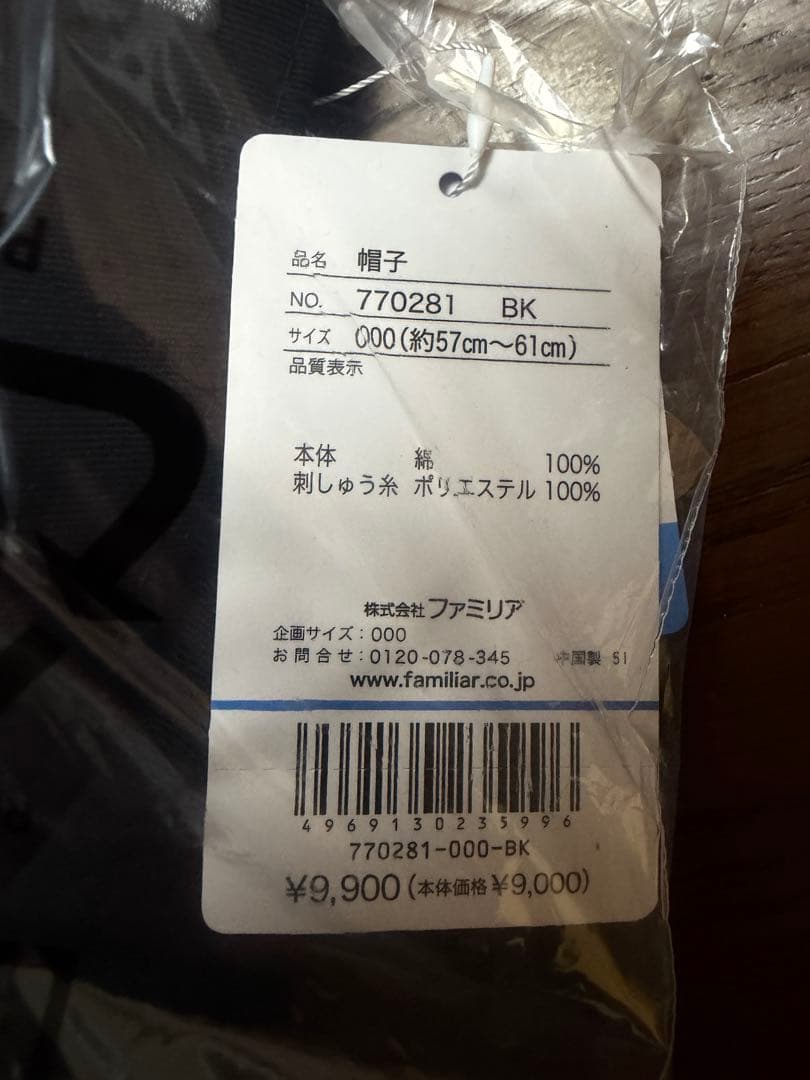 品名 帽子
NO. 770281 BK
サイズ 000(約57cm～61cm)
品質表示
本体 綿 100%
刺しゅう糸 ポリエステル 100%
株式会社ファミリア
企画サイズ:000
お問合せ:0120-078-345 中国製 SI
www.familiar.co.jp
4969130235996
770281-000-BK
¥9,900(本体価格¥9,000)